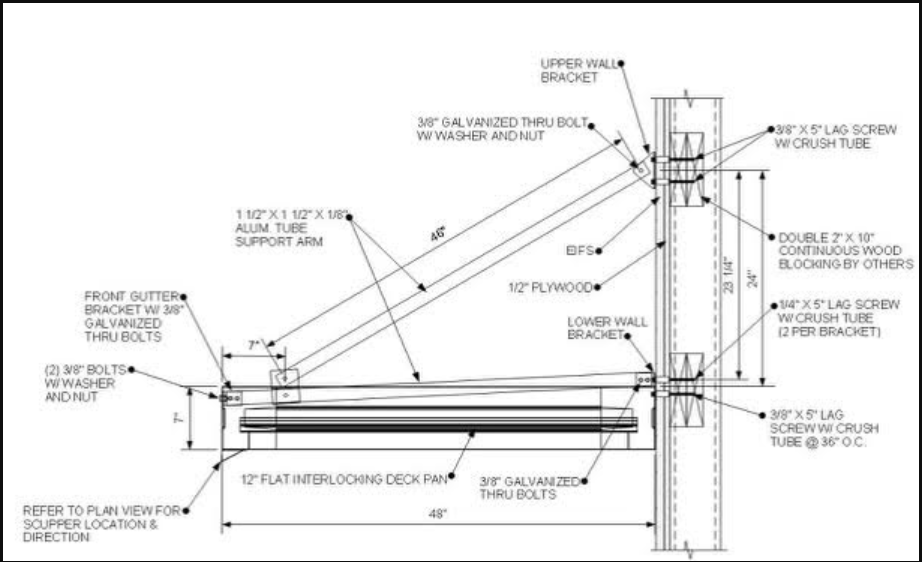 UPPER WALL
BRACKET
3/8" GALVANIZED THRU BOLT
W/ WASHER AND NUT
3/8" X 5" LAG SCREW
W/ CRUSH TUBE
1 1/2" X 1 1/2" X 1/8"
ALUM. TUBE
SUPPORT ARM
46"
EIFS
DOUBLE 2" X 10"
CONTINUOUS WOOD
BLOCKING BY OTHERS
1/2" PLYWOOD
23 1/4"
24"
FRONT GUTTER
BRACKET W/ 3/8"
GALVANIZED
THRU BOLTS
1/4" X 5" LAG SCREW
W/ CRUSH TUBE
(2 PER BRACKET)
LOWER WALL
BRACKET
7"
(2) 3/8" BOLTS
W/ WASHER
AND NUT
7"
3/8" X 5" LAG
SCREW W/ CRUSH
TUBE @ 36" O.C.
12" FLAT INTERLOCKING DECK PAN
3/8" GALVANIZED
THRU BOLTS
REFER TO PLAN VIEW FOR
SCUPPER LOCATION &
DIRECTION
48"